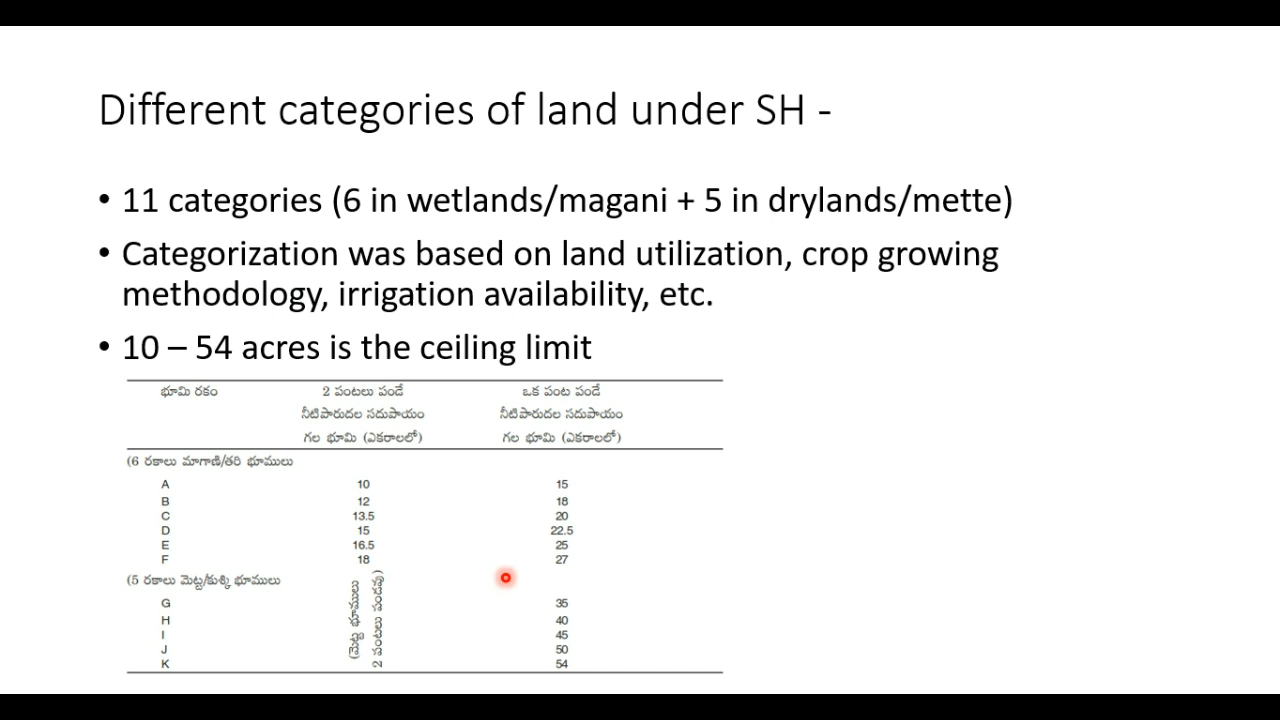 Different categories of land under SH -
• 11 categories (6 in wetlands/magani + 5 in drylands/mette)
• Categorization was based on land utilization, crop growing
methodology, irrigation availability, etc.
• 10 – 54 acres is the ceiling limit
భూమి రకం 2 పంటలు పండే ఒక పంట పండే
నీటిపారుదల సదుపాయం నీటిపారుదల సదుపాయం
గల భూమి (ఎకరాలలో) గల భూమి (ఎకరాలలో)
(6 రకాలు మాగాణి/తరి భూములు
A 10 15
B 12 18
C 13.5 20
D 15 22.5
E 16.5 25
F 18 27
(5 రకాలు మెట్ట/కుశ్కి భూములు
(మెట్ట భూములు
2 పంటలు పండవు)
G 35
H 40
I 45
J 50
K 54